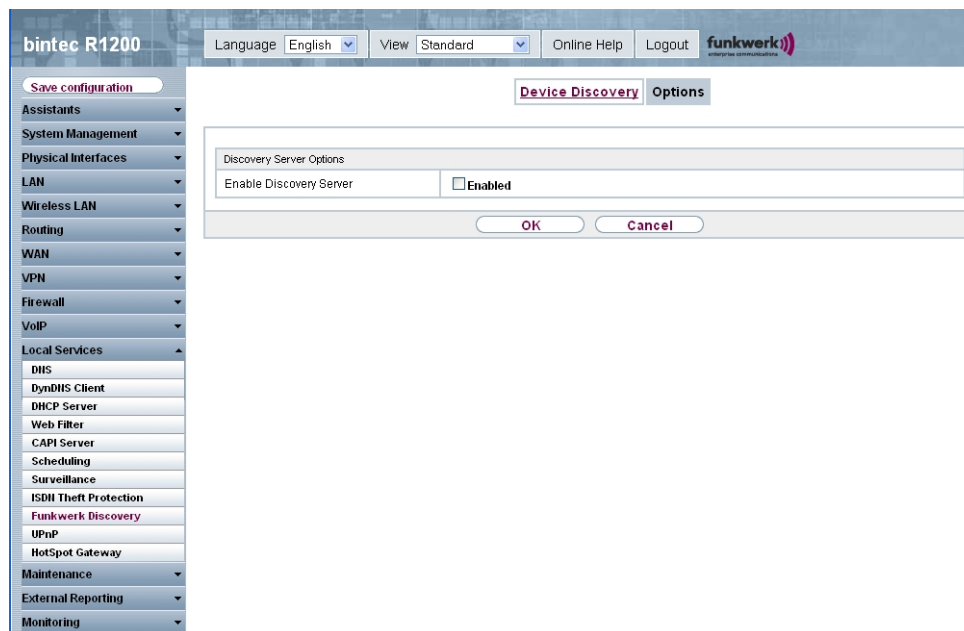 bintec R1200
Language English View Standard Online Help Logout funkwerk
enterprise communications
Save configuration
Assistants
System Management
Physical Interfaces
LAN
Wireless LAN
Routing
WAN
VPN
Firewall
VoIP
Local Services
DNS
DynDNS Client
DHCP Server
Web Filter
CAPI Server
Scheduling
Surveillance
ISDN Theft Protection
Funkwerk Discovery
UPnP
HotSpot Gateway
Maintenance
External Reporting
Monitoring
Device Discovery Options
Discovery Server Options
Enable Discovery Server Enabled
OK Cancel